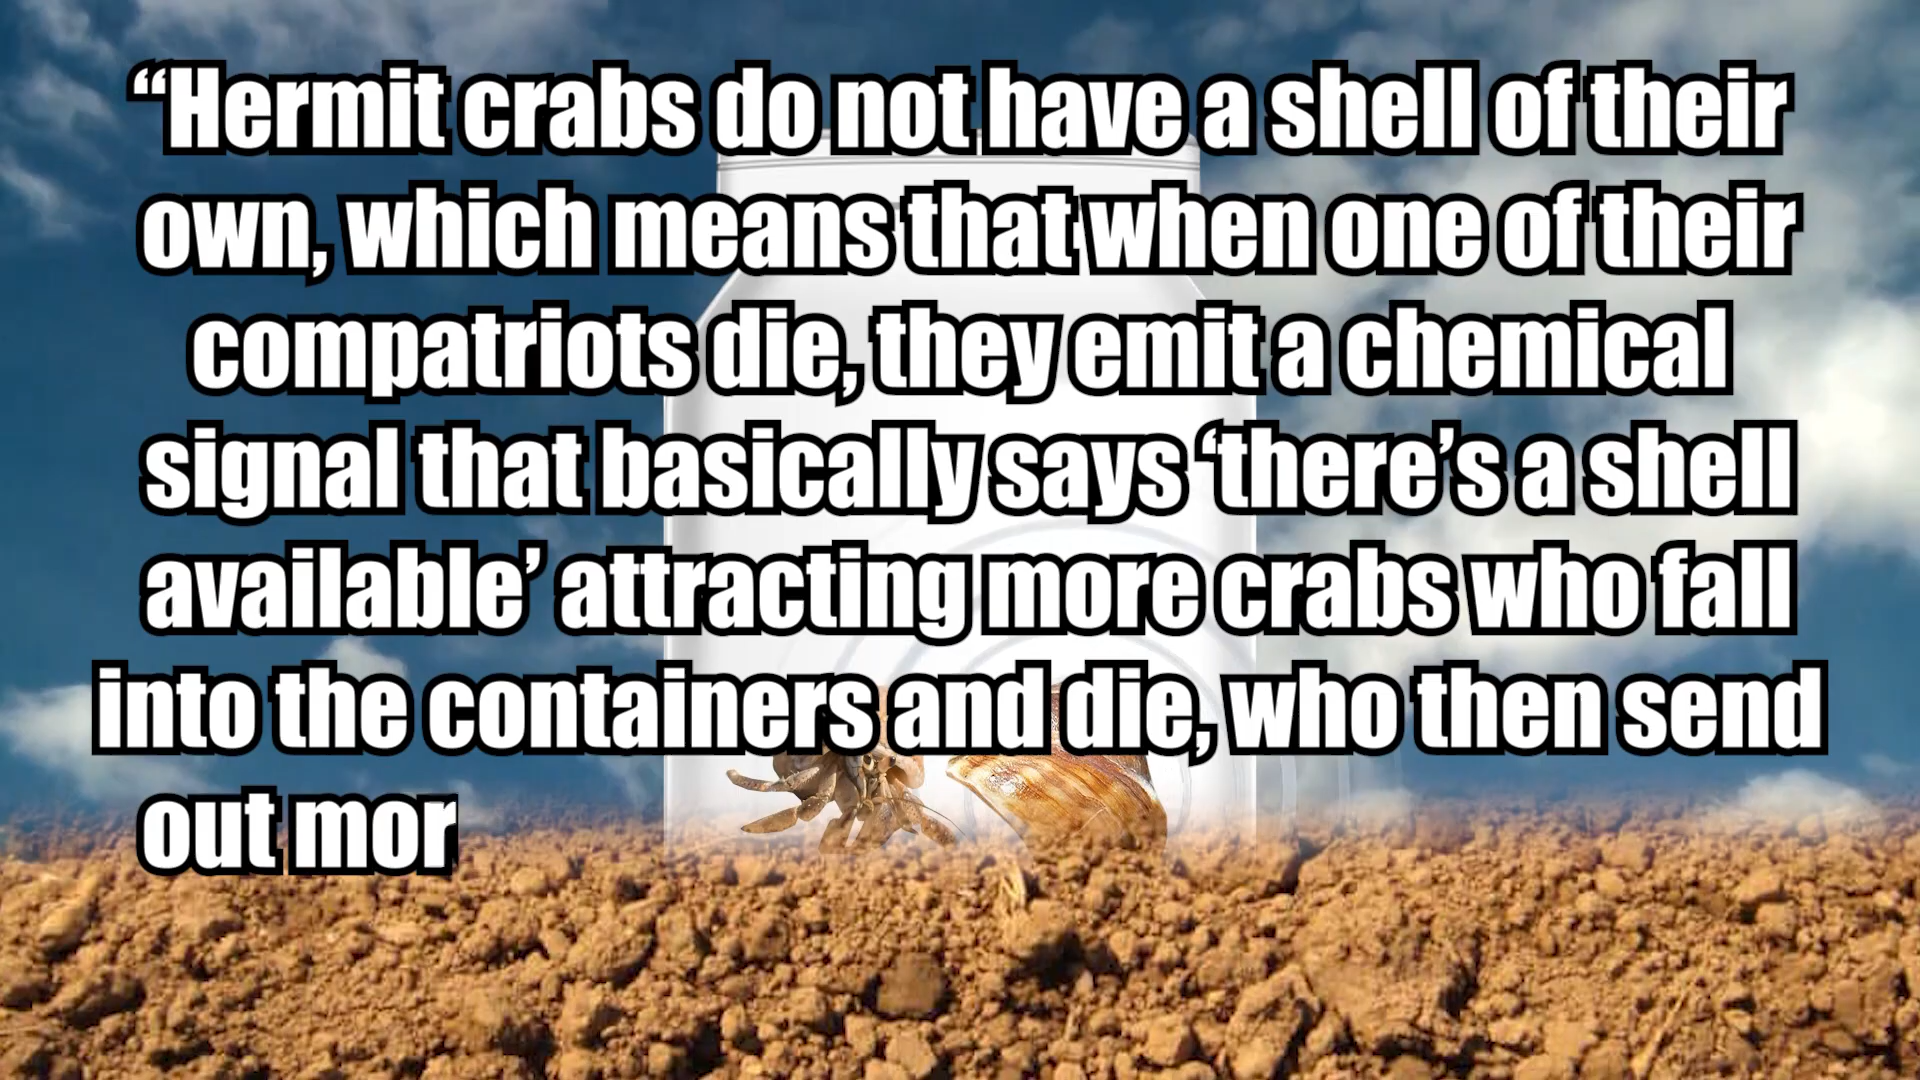 “Hermit crabs do not have a shell of their
own, which means that when one of their
compatriots die, they emit a chemical
signal that basically says ‘there’s a shell
available’ attracting more crabs who fall
into the containers and die, who then send
out mor